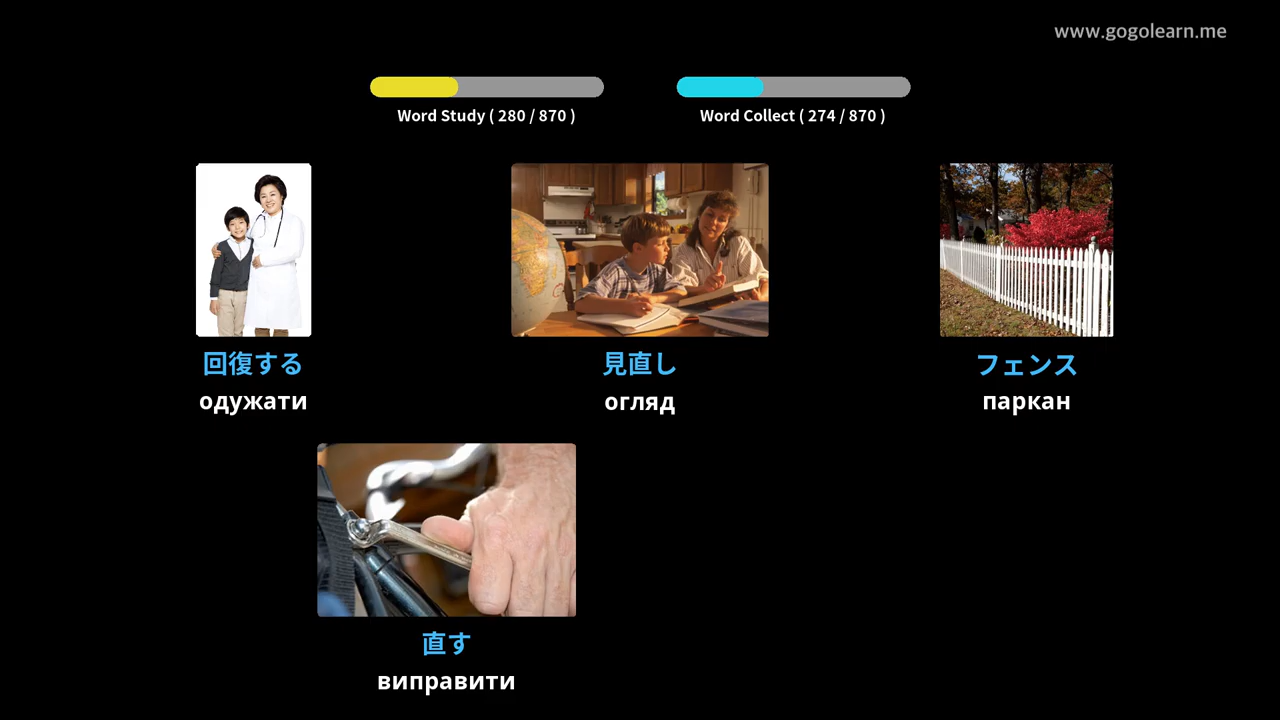 www.gogolearn.me
Word Study ( 280 / 870 )
Word Collect ( 274 / 870 )
回復する
одужати
見直し
огляд
フェンス
паркан
直す
виправити